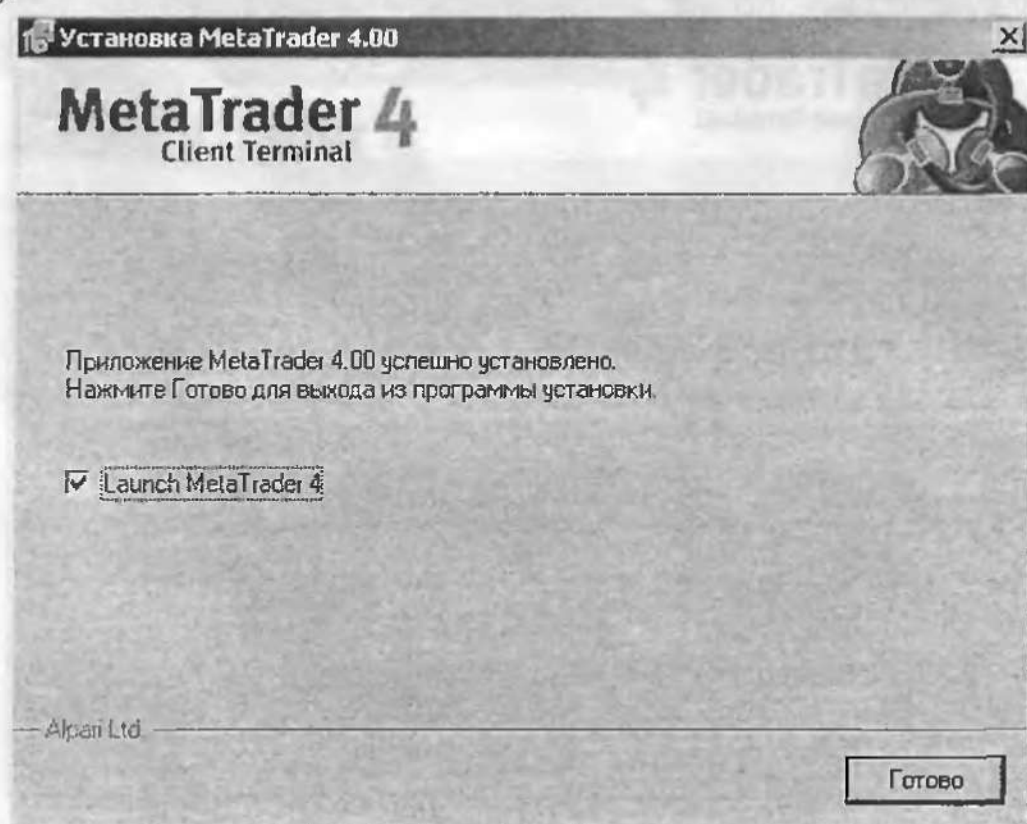 Установка MetaTrader 4.00
MetaTrader 4
Client Terminal
Приложение MetaTrader 4.00 успешно установлено.
Нажмите Готово для выхода из программы установки.
Launch MetaTrader 4
Alpari Ltd.
Готово